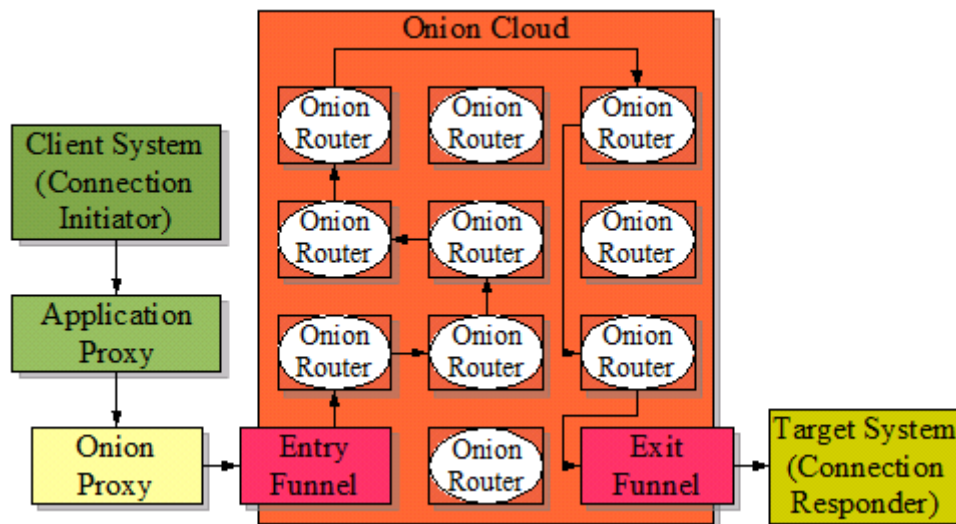 Onion Cloud
Onion
Router
Onion
Router
Onion
Router
Client System
(Connection
Initiator)
Onion
Router
Onion
Router
Onion
Router
Application
Proxy
Onion
Router
Onion
Router
Onion
Router
Onion
Proxy
Entry
Funnel
Onion
Router
Exit
Funnel
Target System
(Connection
Responder)